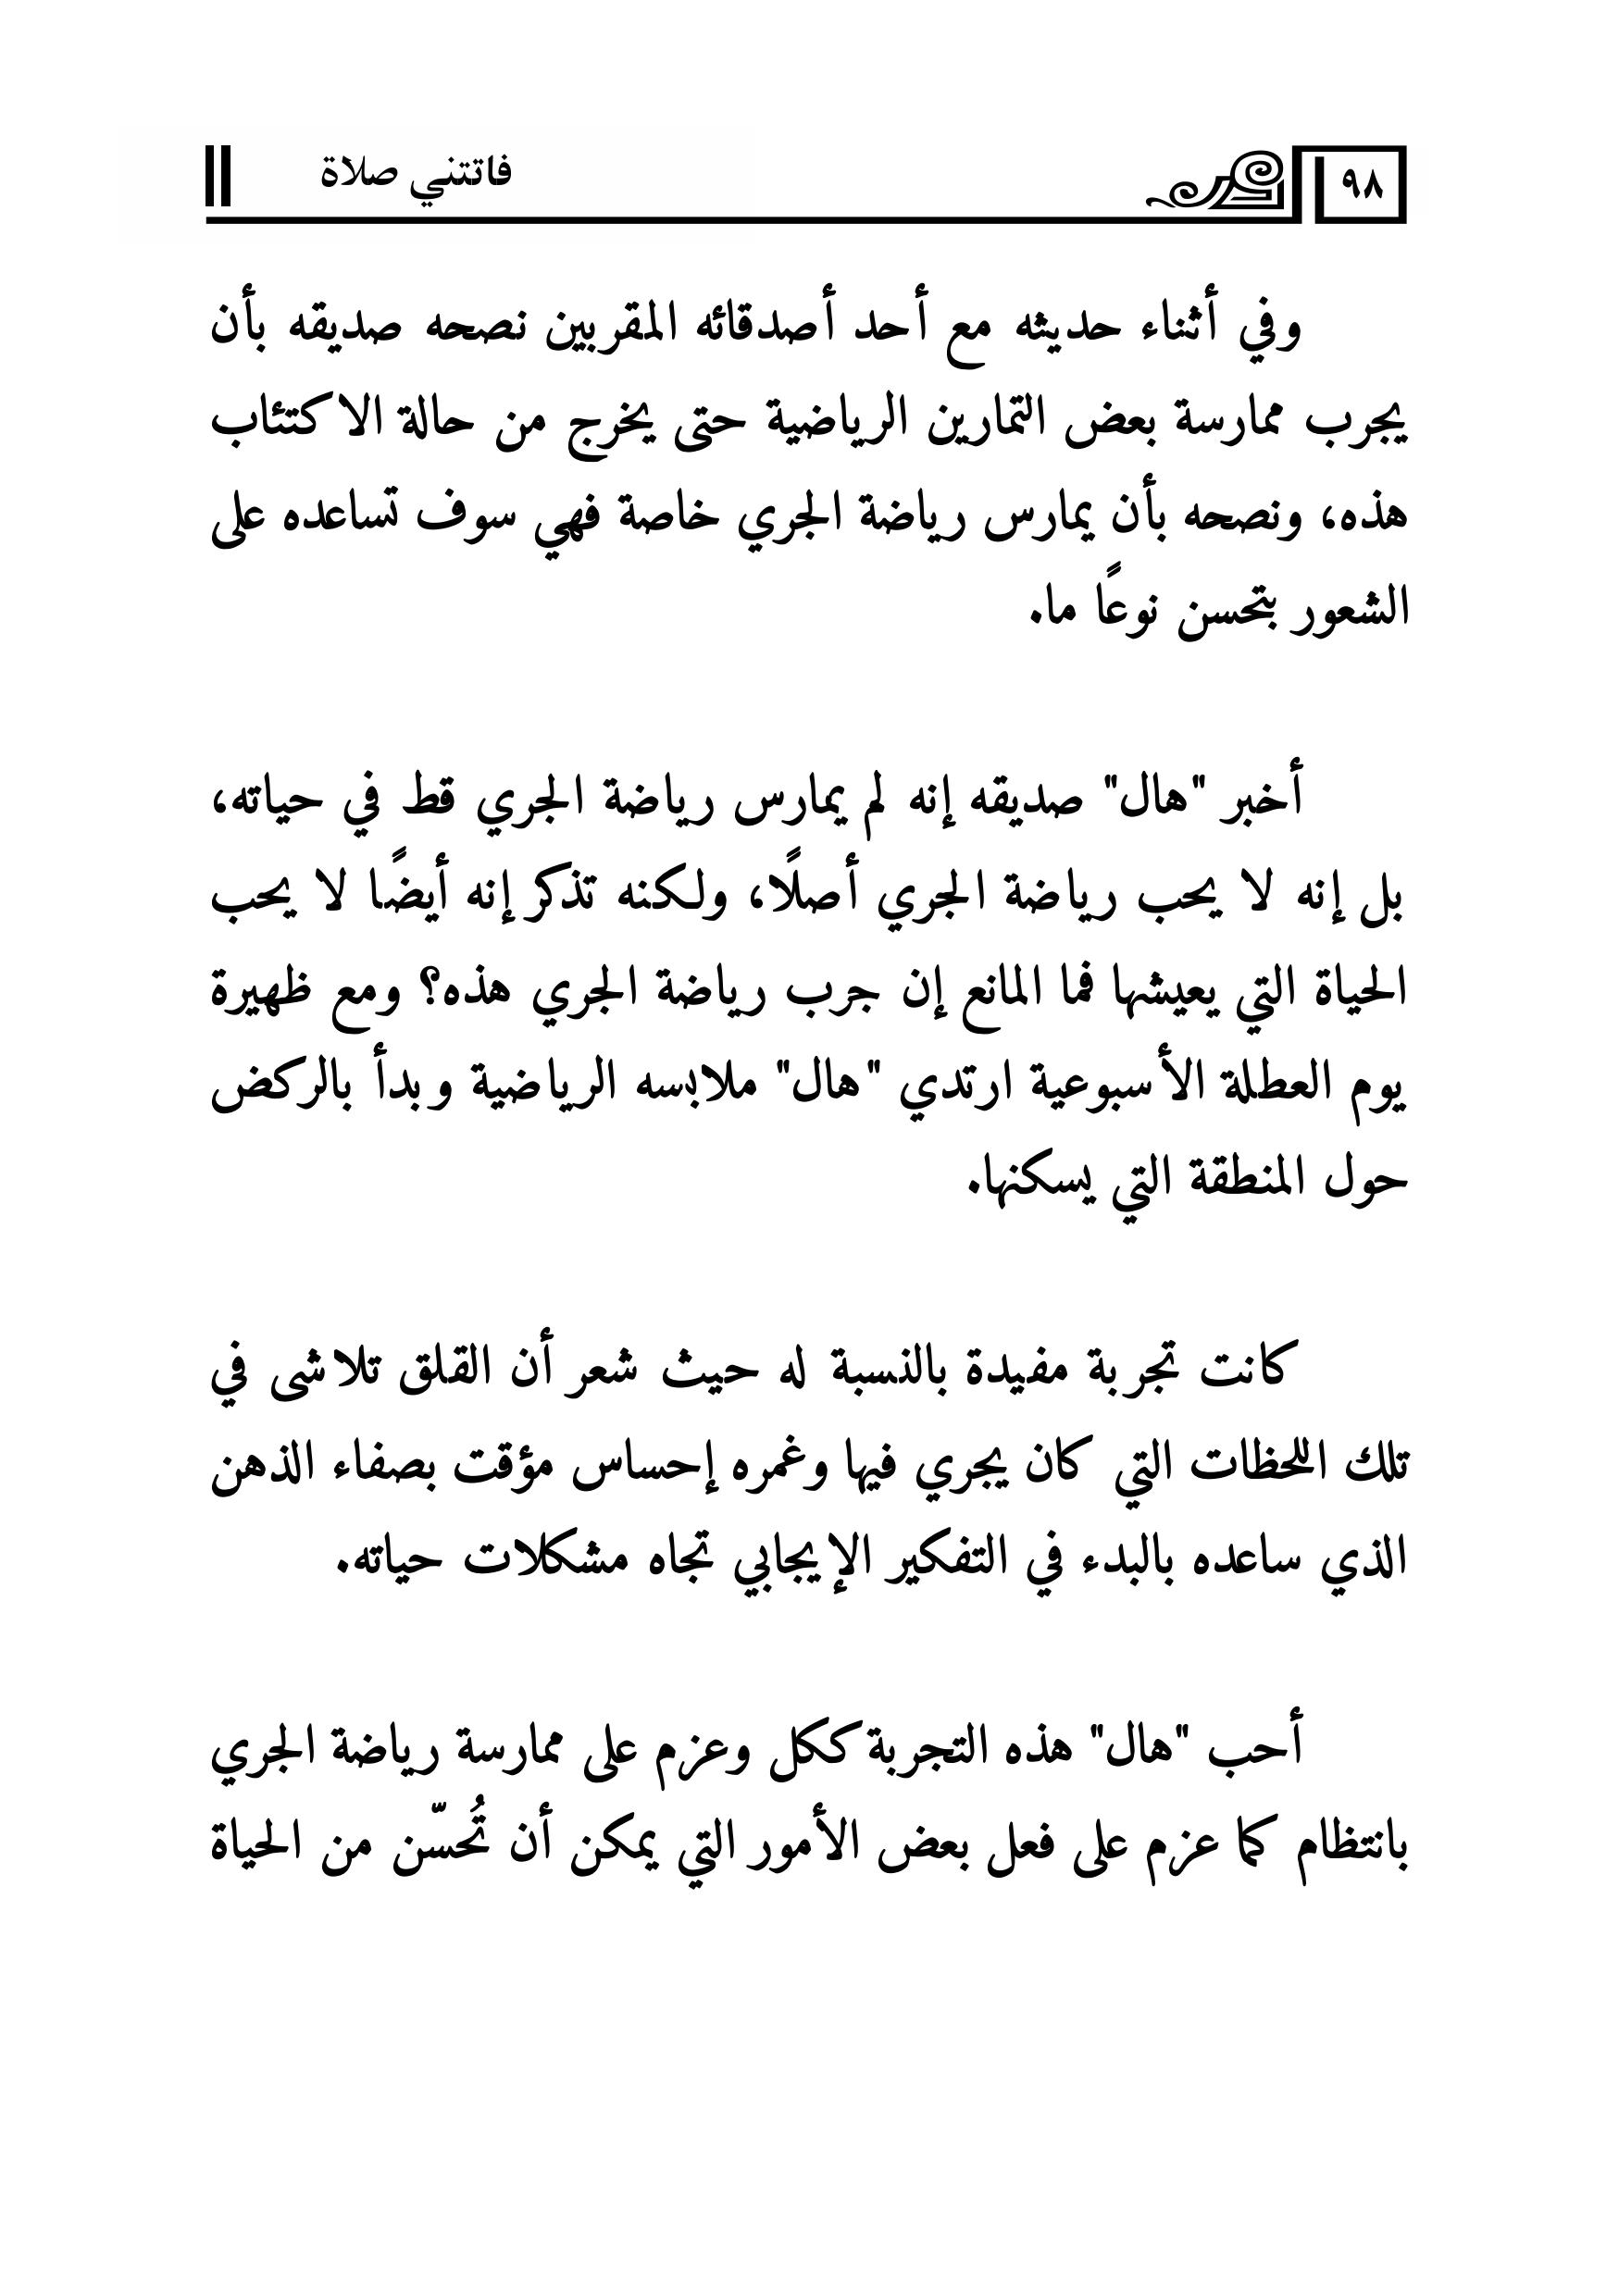 ٩٨
فاتتني صلاة
وفي أثناء حديثه مع أحد أصدقائه المقربين نصحه صديقه بأن
يجرب ممارسة بعض التمارين الرياضية حتى يخرج من حالة الاكتئاب
هذه، ونصحه بأن يمارس رياضة الجري خاصة فهي سوف تساعده على
الشعور بتحسن نوعًا ما.
أخبر "هال" صديقه إنه لم يمارس رياضة الجري قط في حياته،
بل إنه لا يحب رياضة الجري أصلًا، ولكنه تذكر إنه أيضًا لا يحب
الحياة التي يعيشها فما المانع إن جرب رياضة الجري هذه؟ ومع ظهيرة
يوم العطلة الأسبوعية ارتدي "هال" ملابسه الرياضية وبدأ بالركض
حول المنطقة التي يسكنها.
كانت تجربة مفيدة بالنسبة له حيث شعر أن القلق تلاشى في
تلك اللحظات التي كان يجري فيها وغمره إحساس مؤقت بصفاء الذهن
الذي ساعده بالبدء في التفكير الإيجابي تجاه مشكلات حياته.
أحب "هال" هذه التجربة ككل وعزم على ممارسة رياضة الجري
بانتظام كما عزم على فعل بعض الأمور التي يمكن أن تُحسّن من الحياة